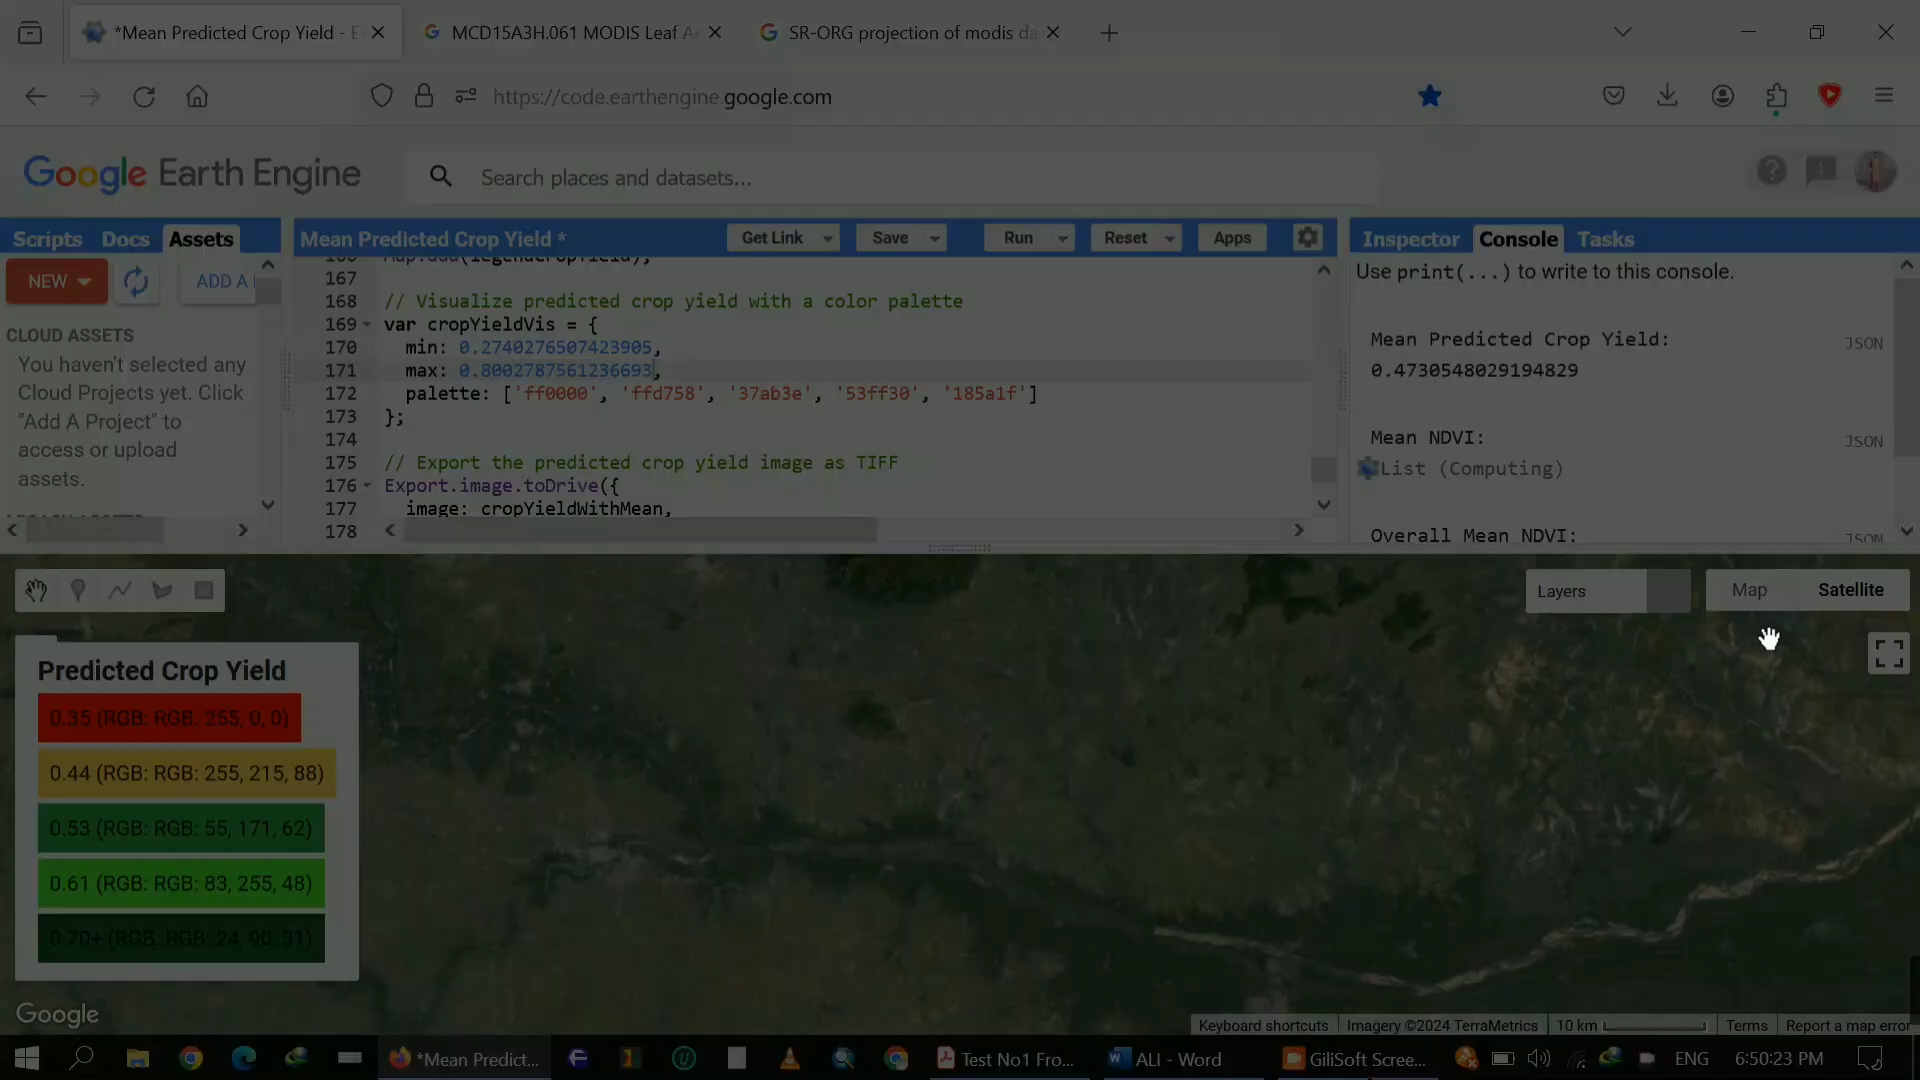 *Mean Predicted Crop Yield - E
MCD15A3H.061 MODIS Leaf A
SR-ORG projection of modis da
https://code.earthengine.google.com
Google Earth Engine
Search places and datasets...
Scripts Docs Assets
NEW
ADD A
CLOUD ASSETS
You haven't selected any
Cloud Projects yet. Click
"Add A Project" to
access or upload
assets.
Mean Predicted Crop Yield *
Get Link
Save
Run
Reset
Apps
167
168 // Visualize predicted crop yield with a color palette
169 var cropYieldVis = {
170 min: 0.2740276507423905,
171 max: 0.8002787561236693,
172 palette: ['ff0000', 'ffd758', '37ab3e', '53ff30', '185a1f']
173 };
174
175 // Export the predicted crop yield image as TIFF
176 Export.image.toDrive({
177 image: cropYieldWithMean,
178
Inspector Console Tasks
Use print(...) to write to this console.
Mean Predicted Crop Yield: JSON
0.4730548029194829
Mean NDVI: JSON
List (Computing)
Overall Mean NDVI: JSON
Layers
Map
Satellite
Predicted Crop Yield
0.35 (RGB: RGB: 255, 0, 0)
0.44 (RGB: RGB: 255, 215, 88)
0.53 (RGB: RGB: 55, 171, 62)
0.61 (RGB: RGB: 83, 255, 48)
0.70+ (RGB: RGB: 24, 90, 31)
Google
Keyboard shortcuts
Imagery ©2024 TerraMetrics
10 km
Terms
Report a map error
*Mean Predict...
Test No1 Fro...
ALI - Word
GiliSoft Scree...
ENG
6:50:23 PM